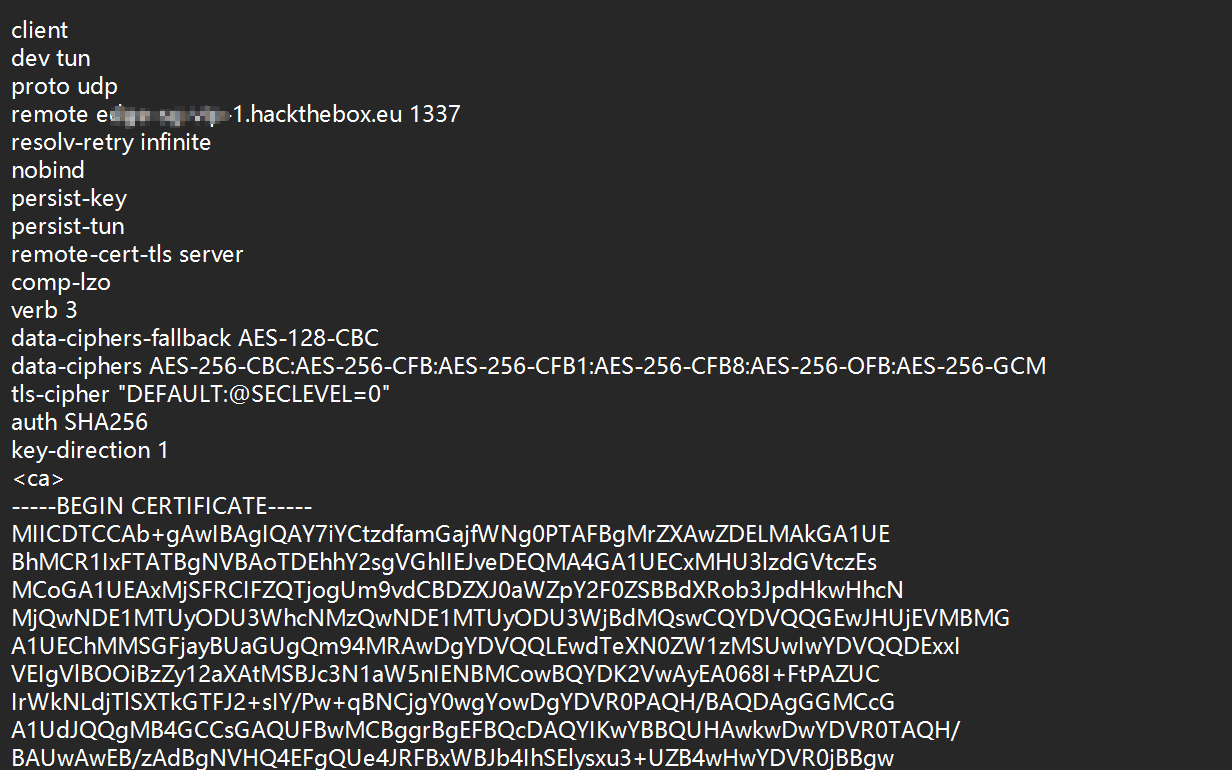 client
dev tun
proto udp
remote -1.hackthebox.eu 1337
resolv-retry infinite
nobind
persist-key
persist-tun
remote-cert-tls server
comp-lzo
verb 3
data-ciphers-fallback AES-128-CBC
data-ciphers AES-256-CBC:AES-256-CFB:AES-256-CFB1:AES-256-CFB8:AES-256-OFB:AES-256-GCM
tls-cipher "DEFAULT:@SECLEVEL=0"
auth SHA256
key-direction 1
<ca>
-----BEGIN CERTIFICATE-----
MIICDTCCAb+gAwIBAgIQAY7iYCtzdfamGajfWNg0PTAFBgMrZXAwZDELMAkGA1UE
BhMCR1IxFTATBgNVBAoTDEhhY2sgVGhlIEJveDEQMA4GA1UECxMHU3lzdGVtczEs
MCoGA1UEAxMjSFRCIFZQTjogUm9vdCBDZXJ0aWZpY2F0ZSBBdXRob3JpdHkwHhcN
MjQwNDE1MTUyODU3WhcNMzQwNDE1MTUyODU3WjBdMQswCQYDVQQGEwJHUjEVMBMG
A1UEChMMSGFjayBUaGUgQm94MRAwDgYDVQQLEwdTeXN0ZW1zMSUwIwYDVQQDExxI
VEIgVlBOOiBzZy12aXAtMSBJc3N1aW5nIENBMCowBQYDK2VwAyEA068I+FtPAZUC
IrWkNLdjTlSXTkGTFJ2+sIY/Pw+qBNCjgY0wgYowDgYDVR0PAQH/BAQDAgGGMCcG
A1UdJQQgMB4GCCsGAQUFBwMCBggrBgEFBQcDAQYIKwYBBQUHAwkwDwYDVR0TAQH/
BAUwAwEB/zAdBgNVHQ4EFgQUe4JRFBxWBJb4IhSElysxu3+UZB4wHwYDVR0jBBgw